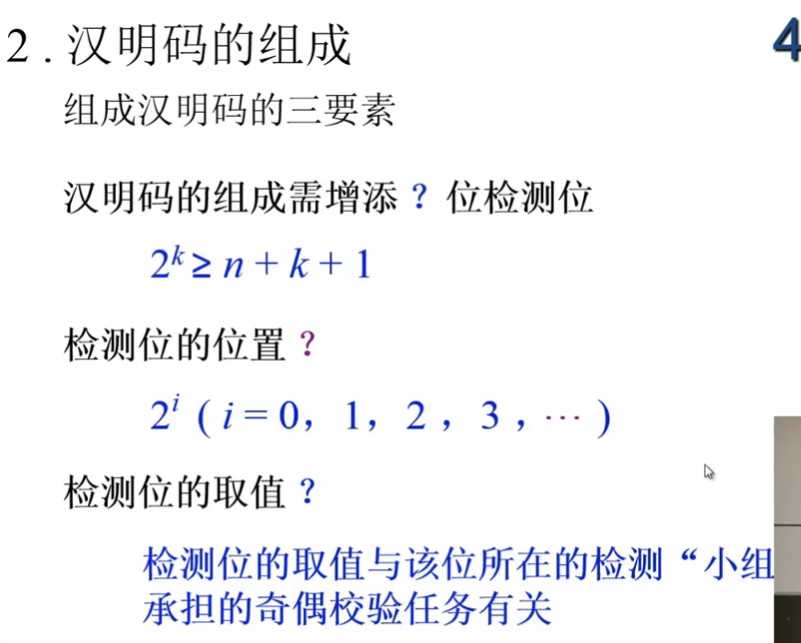 2 . 汉明码的组成
4
组成汉明码的三要素
汉明码的组成需增添 ？位检测位
2ᵏ ≥ n + k + 1
检测位的位置 ？
2ⁱ ( i = 0， 1， 2 ， 3 ，… )
检测位的取值 ？
检测位的取值与该位所在的检测“小组
承担的奇偶校验任务有关